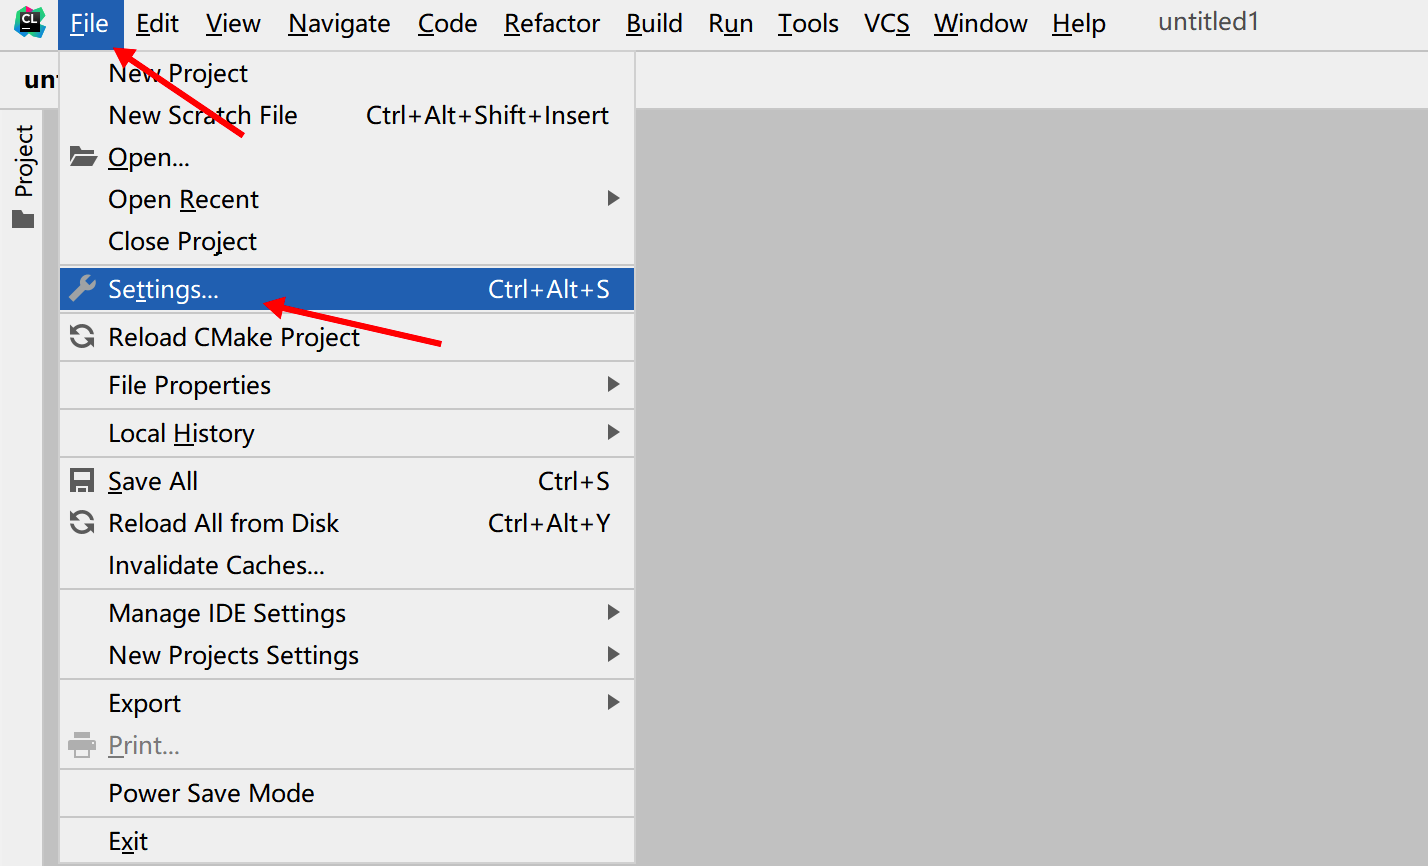 CL File Edit View Navigate Code Refactor Build Run Tools VCS Window Help untitled1
New Project
New Scratch File Ctrl+Alt+Shift+Insert
Project
Open...
Open Recent
Close Project
Settings... Ctrl+Alt+S
Reload CMake Project
File Properties
Local History
Save All Ctrl+S
Reload All from Disk Ctrl+Alt+Y
Invalidate Caches...
Manage IDE Settings
New Projects Settings
Export
Print...
Power Save Mode
Exit